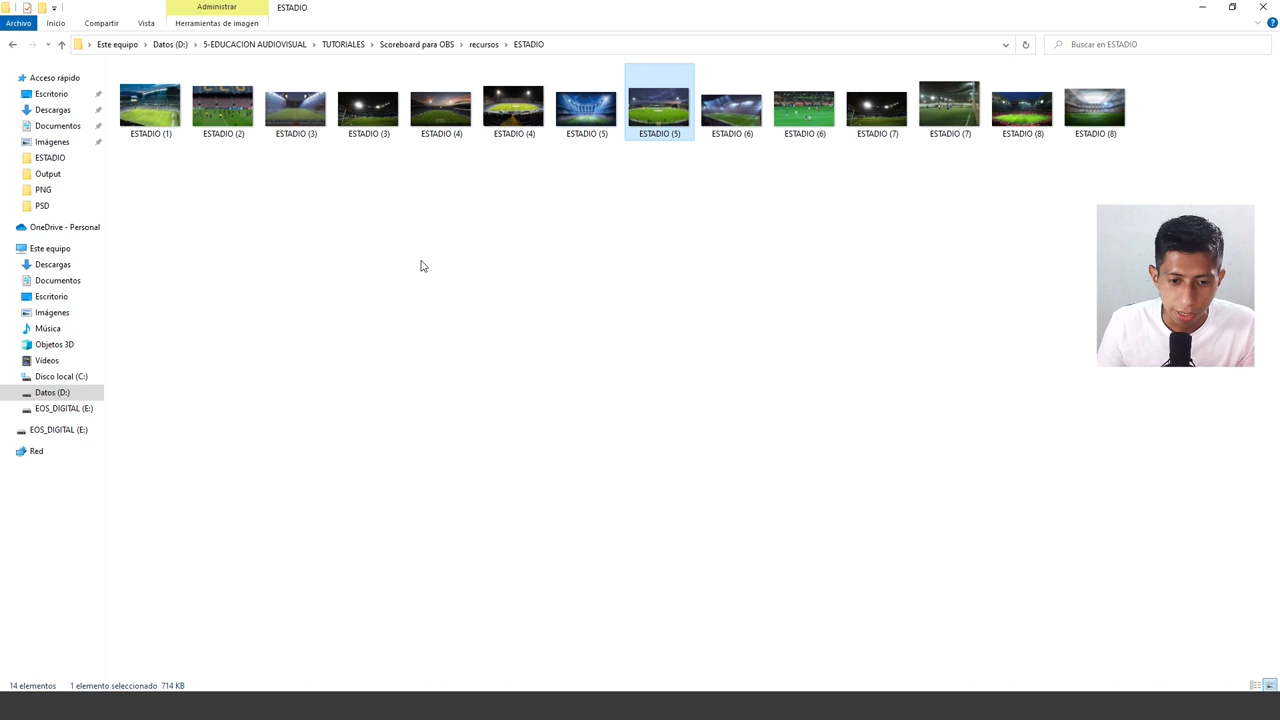 Administrar
ESTADIO
Archivo
Inicio
Compartir
Vista
Herramientas de imagen
Este equipo
Datos (D:)
5-EDUCACION AUDIOVISUAL
TUTORIALES
Scoreboard para OBS
recursos
ESTADIO
Buscar en ESTADIO
Acceso rápido
Escritorio
Descargas
Documentos
Imágenes
ESTADIO
Output
PNG
PSD
OneDrive - Personal
Este equipo
Descargas
Documentos
Escritorio
Imágenes
Música
Objetos 3D
Vídeos
Disco local (C:)
Datos (D:)
EOS_DIGITAL (E:)
EOS_DIGITAL (E:)
Red
ESTADIO (1)
ESTADIO (2)
ESTADIO (3)
ESTADIO (3)
ESTADIO (4)
ESTADIO (4)
ESTADIO (5)
ESTADIO (5)
ESTADIO (6)
ESTADIO (6)
ESTADIO (7)
ESTADIO (7)
ESTADIO (8)
ESTADIO (8)
14 elementos
1 elemento seleccionado 714 KB